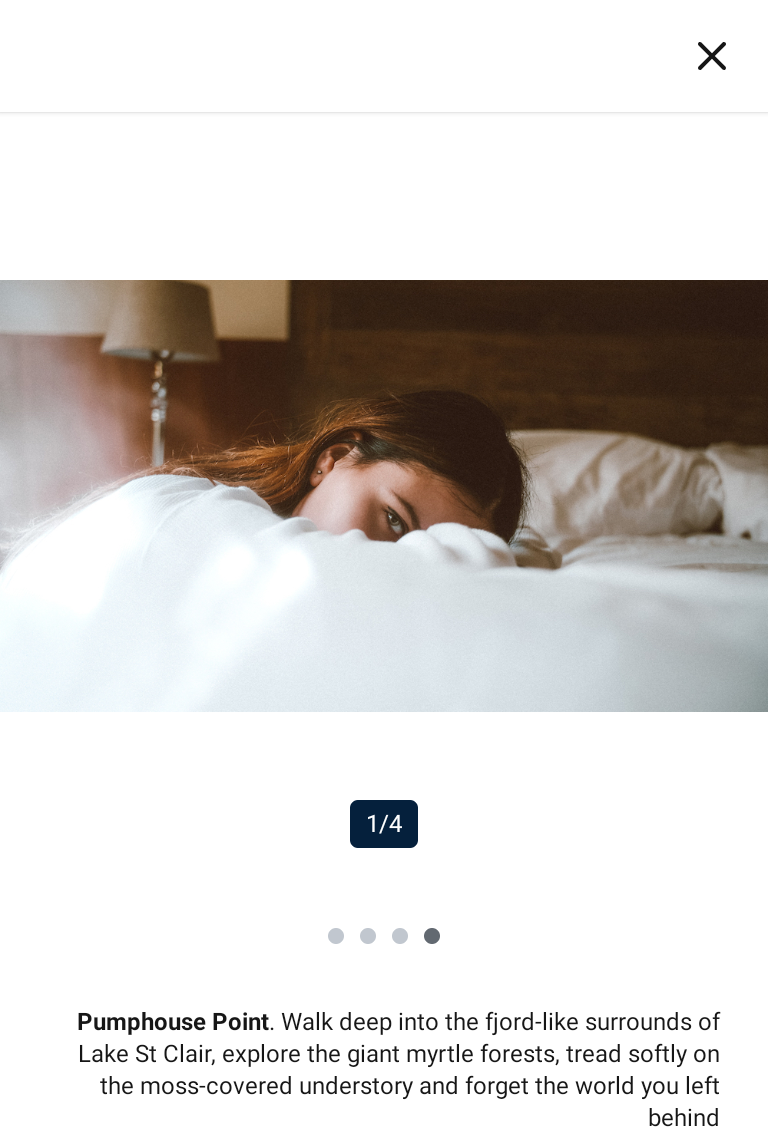 1/4
Pumphouse Point. Walk deep into the fjord-like surrounds of
Lake St Clair, explore the giant myrtle forests, tread softly on
the moss-covered understory and forget the world you left
behind